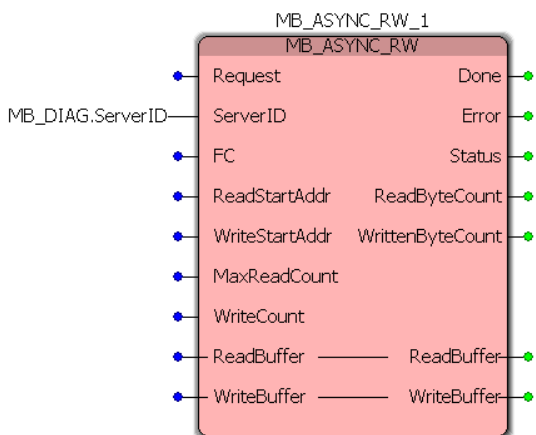 MB_ASYNC_RW_1
MB_ASYNC_RW
Request Done
MB_DIAG.ServerID ServerID Error
FC Status
ReadStartAddr ReadByteCount
WriteStartAddr WrittenByteCount
MaxReadCount
WriteCount
ReadBuffer ReadBuffer
WriteBuffer WriteBuffer